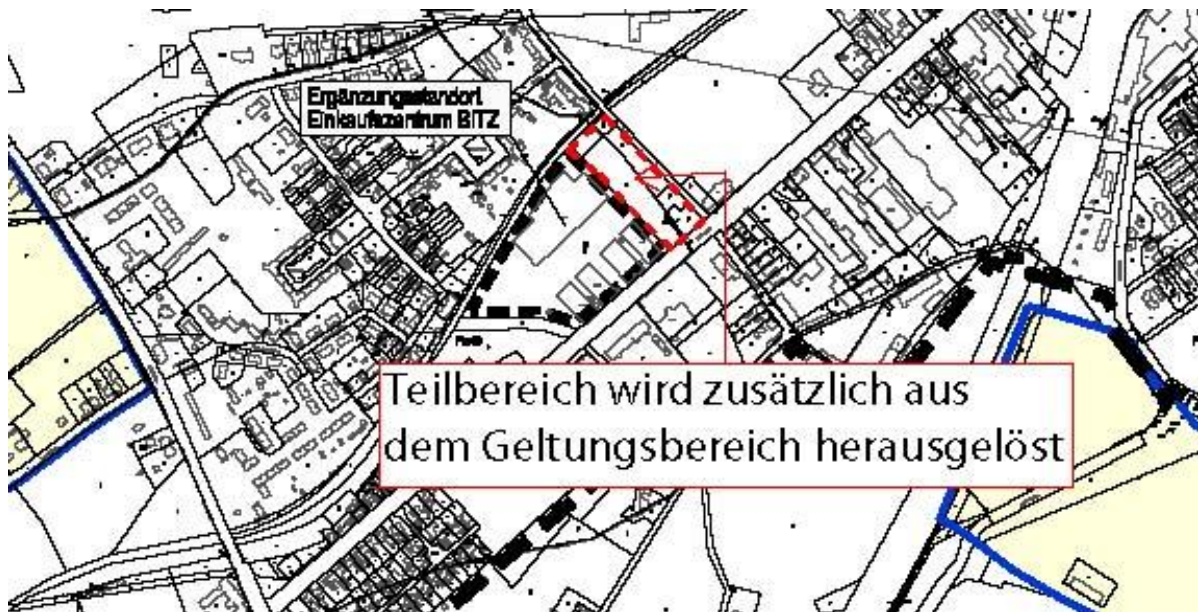 Ergänzungsstandort
Einkaufszentrum BITZ
Teilbereich wird zusätzlich aus
dem Geltungsbereich herausgelöst